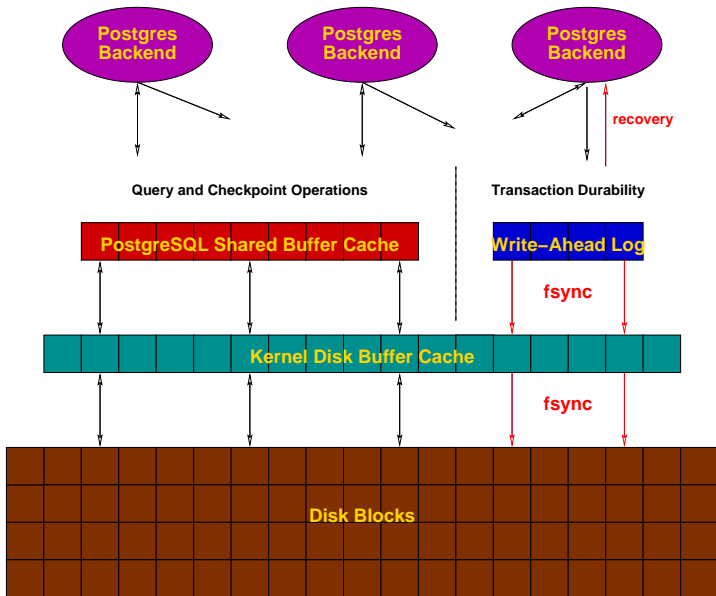 Postgres
Backend
Postgres
Backend
Postgres
Backend
recovery
Query and Checkpoint Operations
Transaction Durability
PostgreSQL Shared Buffer Cache
Write−Ahead Log
fsync
Kernel Disk Buffer Cache
fsync
Disk Blocks